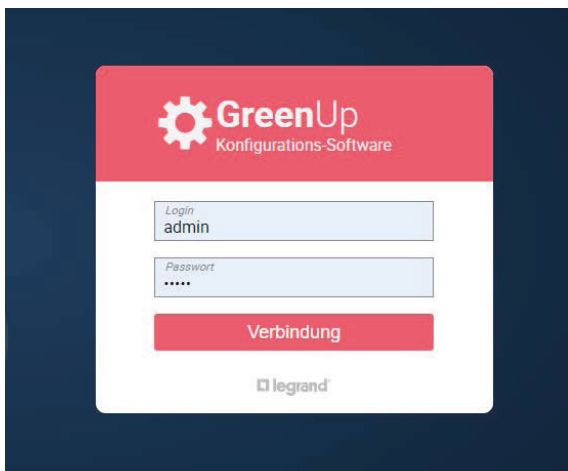 GreenUp
Konfigurations-Software
Login
admin
Passwort
•••••
Verbindung
legrand